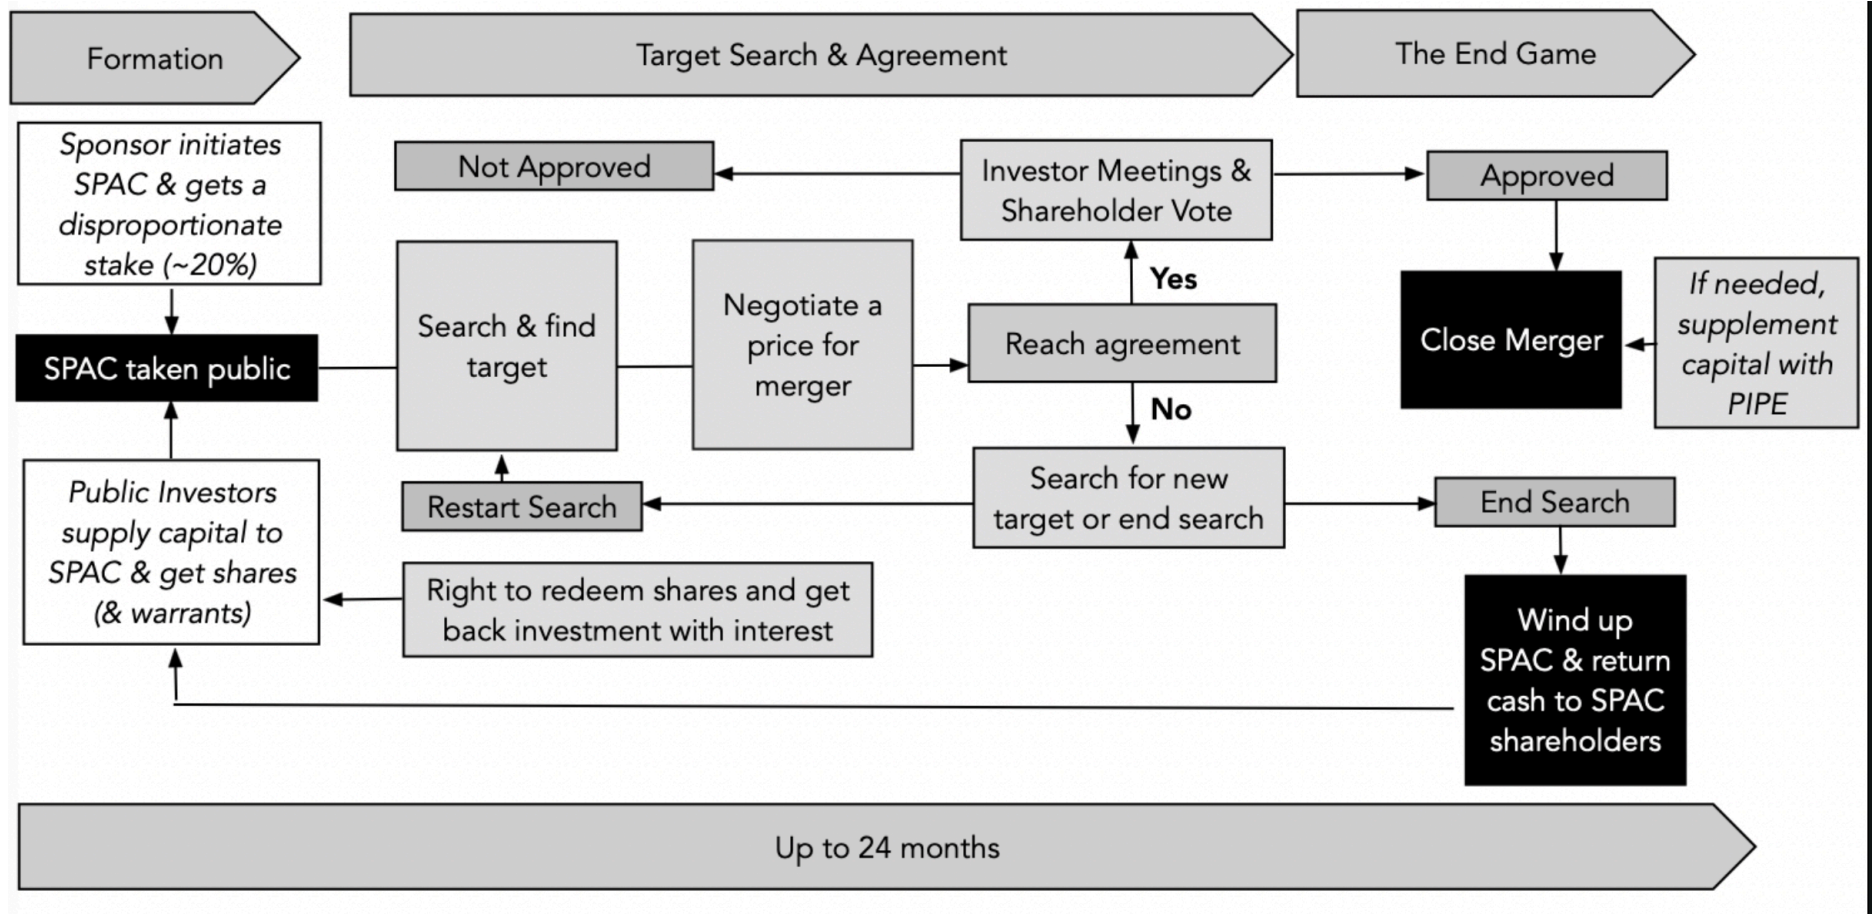 Formation
Target Search & Agreement
The End Game
Sponsor initiates
SPAC & gets a
disproportionate
stake (~20%)
SPAC taken public
Public Investors
supply capital to
SPAC & get shares
(& warrants)
Not Approved
Search & find
target
Restart Search
Right to redeem shares and get
back investment with interest
Negotiate a
price for
merger
Investor Meetings &
Shareholder Vote
Yes
Reach agreement
No
Search for new
target or end search
Approved
Close Merger
If needed,
supplement
capital with
PIPE
End Search
Wind up
SPAC & return
cash to SPAC
shareholders
Up to 24 months